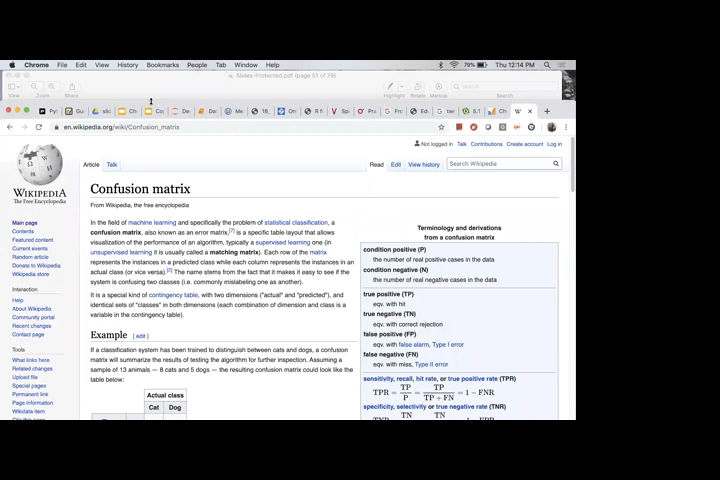 Chrome File Edit View History Bookmarks People Tab Window Help 79% Thu 12:14 PM
Slides-Protected.pdf (page 51 of 79)
View Zoom Share Highlight Rotate Markup Search
Search
en.wikipedia.org/wiki/Confusion_matrix
Not logged in Talk Contributions Create account Log in
Article Talk Read Edit View history Search Wikipedia
WIKIPEDIA
The Free Encyclopedia
Main page
Contents
Featured content
Current events
Random article
Donate to Wikipedia
Wikipedia store
Interaction
Help
About Wikipedia
Community portal
Recent changes
Contact page
Tools
What links here
Related changes
Upload file
Special pages
Permanent link
Page information
Wikidata item
Cite this page
Confusion matrix
From Wikipedia, the free encyclopedia
In the field of machine learning and specifically the problem of statistical classification, a
confusion matrix, also known as an error matrix, is a specific table layout that allows
visualization of the performance of an algorithm, typically a supervised learning one (in
unsupervised learning it is usually called a matching matrix). Each row of the matrix
represents the instances in a predicted class while each column represents the instances in an
actual class (or vice versa).[2] The name stems from the fact that it makes it easy to see if the
system is confusing two classes (i.e. commonly mislabeling one as another).
It is a special kind of contingency table, with two dimensions ("actual" and "predicted"), and
identical sets of "classes" in both dimensions (each combination of dimension and class is a
variable in the contingency table).
Example [ edit ]
If a classification system has been trained to distinguish between cats and dogs, a confusion
matrix will summarize the results of testing the algorithm for further inspection. Assuming a
sample of 13 animals — 8 cats and 5 dogs — the resulting confusion matrix could look like the
table below:
Actual class
Cat Dog
Terminology and derivations
from a confusion matrix
condition positive (P)
the number of real positive cases in the data
condition negative (N)
the number of real negative cases in the data
true positive (TP)
eqv. with hit
true negative (TN)
eqv. with correct rejection
false positive (FP)
eqv. with false alarm, Type I error
false negative (FN)
eqv. with miss, Type II error
sensitivity, recall, hit rate, or true positive rate (TPR)
TPR = TP / P = TP / (TP + FN) = 1 − FNR
specificity, selectivity or true negative rate (TNR)